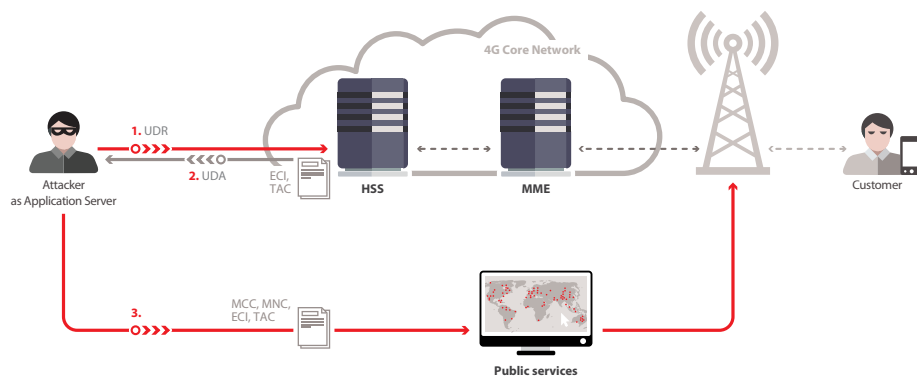 4G Core Network
1. UDR
2. UDA
ECI,
TAC
Attacker
as Application Server
HSS
MME
Customer
3.
MCC, MNC,
ECI, TAC
Public services